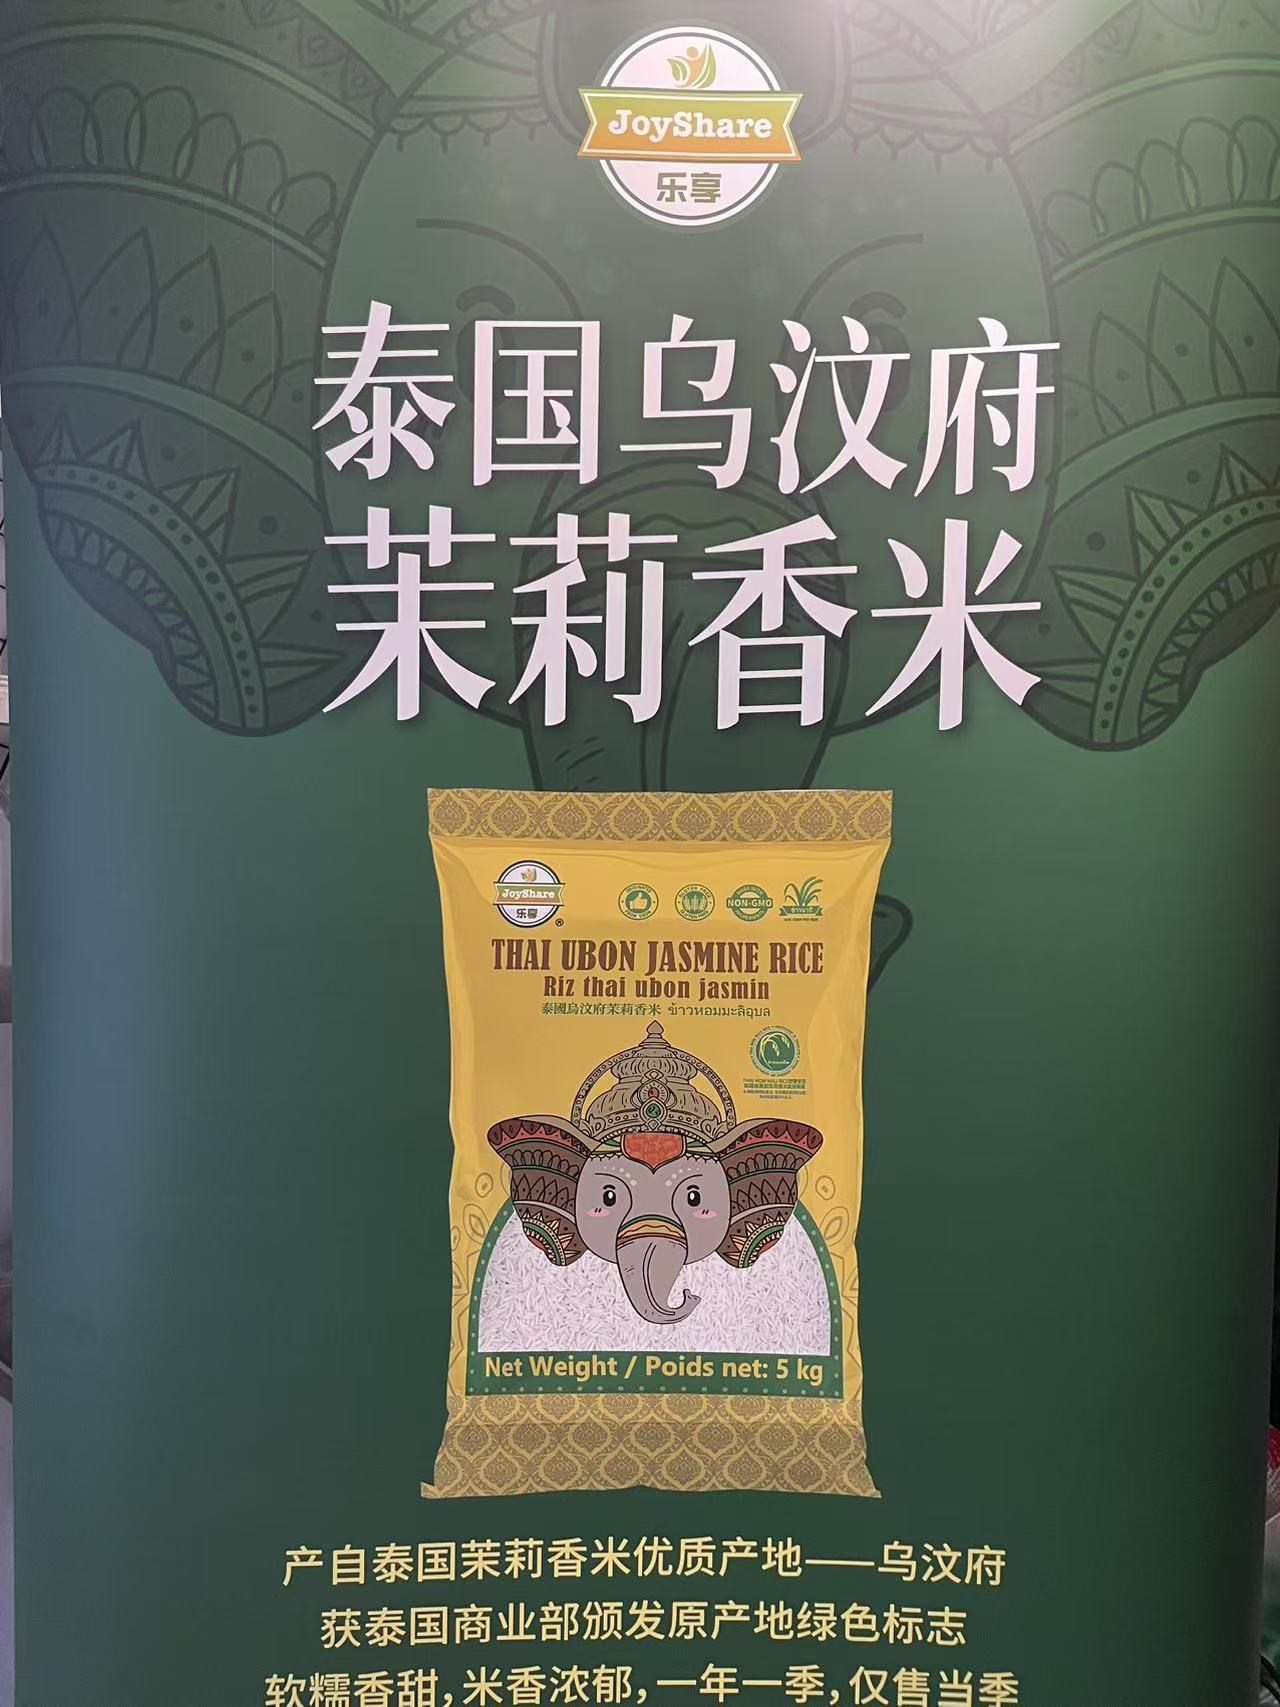 JoyShare
乐享
泰国乌汶府
茉莉香米
JoyShare
乐享
®
NON-GMO
THAI UBON JASMINE RICE
Riz thai ubon jasmin
泰國烏汶府茉莉香米 ข้าวหอมมะลิอุบล
Net Weight / Poids net: 5 kg
产自泰国茉莉香米优质产地——乌汶府
获泰国商业部颁发原产地绿色标志
软糯香甜,米香浓郁,一年一季,仅售当季